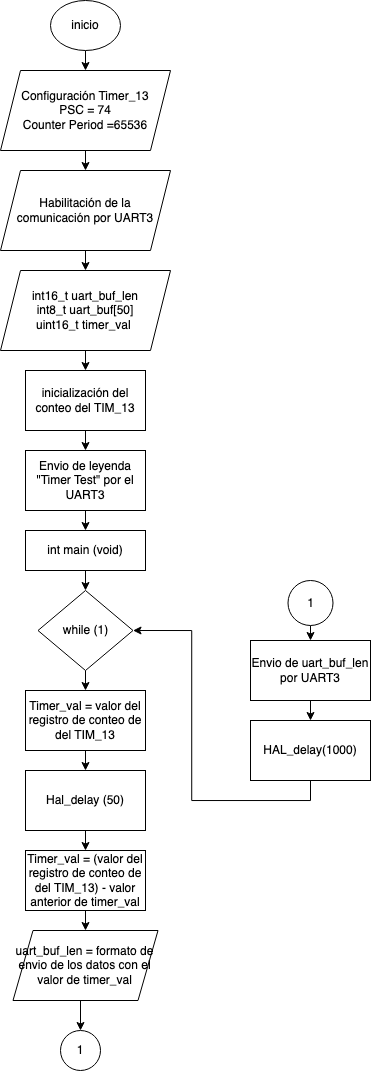 inicio
Configuración Timer_13
PSC = 74
Counter Period =65536
Habilitación de la
comunicación por UART3
int16_t uart_buf_len
int8_t uart_buf[50]
uint16_t timer_val
inicialización del
conteo del TIM_13
Envio de leyenda
"Timer Test" por el
UART3
int main (void)
while (1)
Timer_val = valor del
registro de conteo de
del TIM_13
Hal_delay (50)
Timer_val = (valor del
registro de conteo de
del TIM_13) - valor
anterior de timer_val
uart_buf_len = formato de
envio de los datos con el
valor de timer_val
1
1
Envio de uart_buf_len
por UART3
HAL_delay(1000)